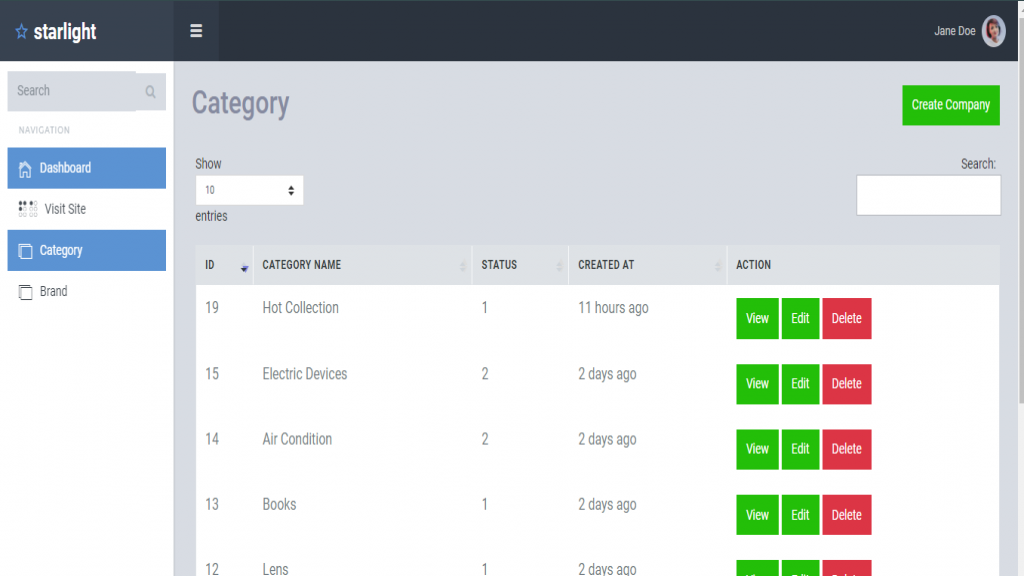 starlight
Jane Doe
Search
NAVIGATION
Dashboard
Visit Site
Category
Brand
Category
Create Company
Show
10
entries
Search:
ID CATEGORY NAME STATUS CREATED AT ACTION
19 Hot Collection 1 11 hours ago View Edit Delete
15 Electric Devices 2 2 days ago View Edit Delete
14 Air Condition 2 2 days ago View Edit Delete
13 Books 1 2 days ago View Edit Delete
12 Lens 1 2 days ago